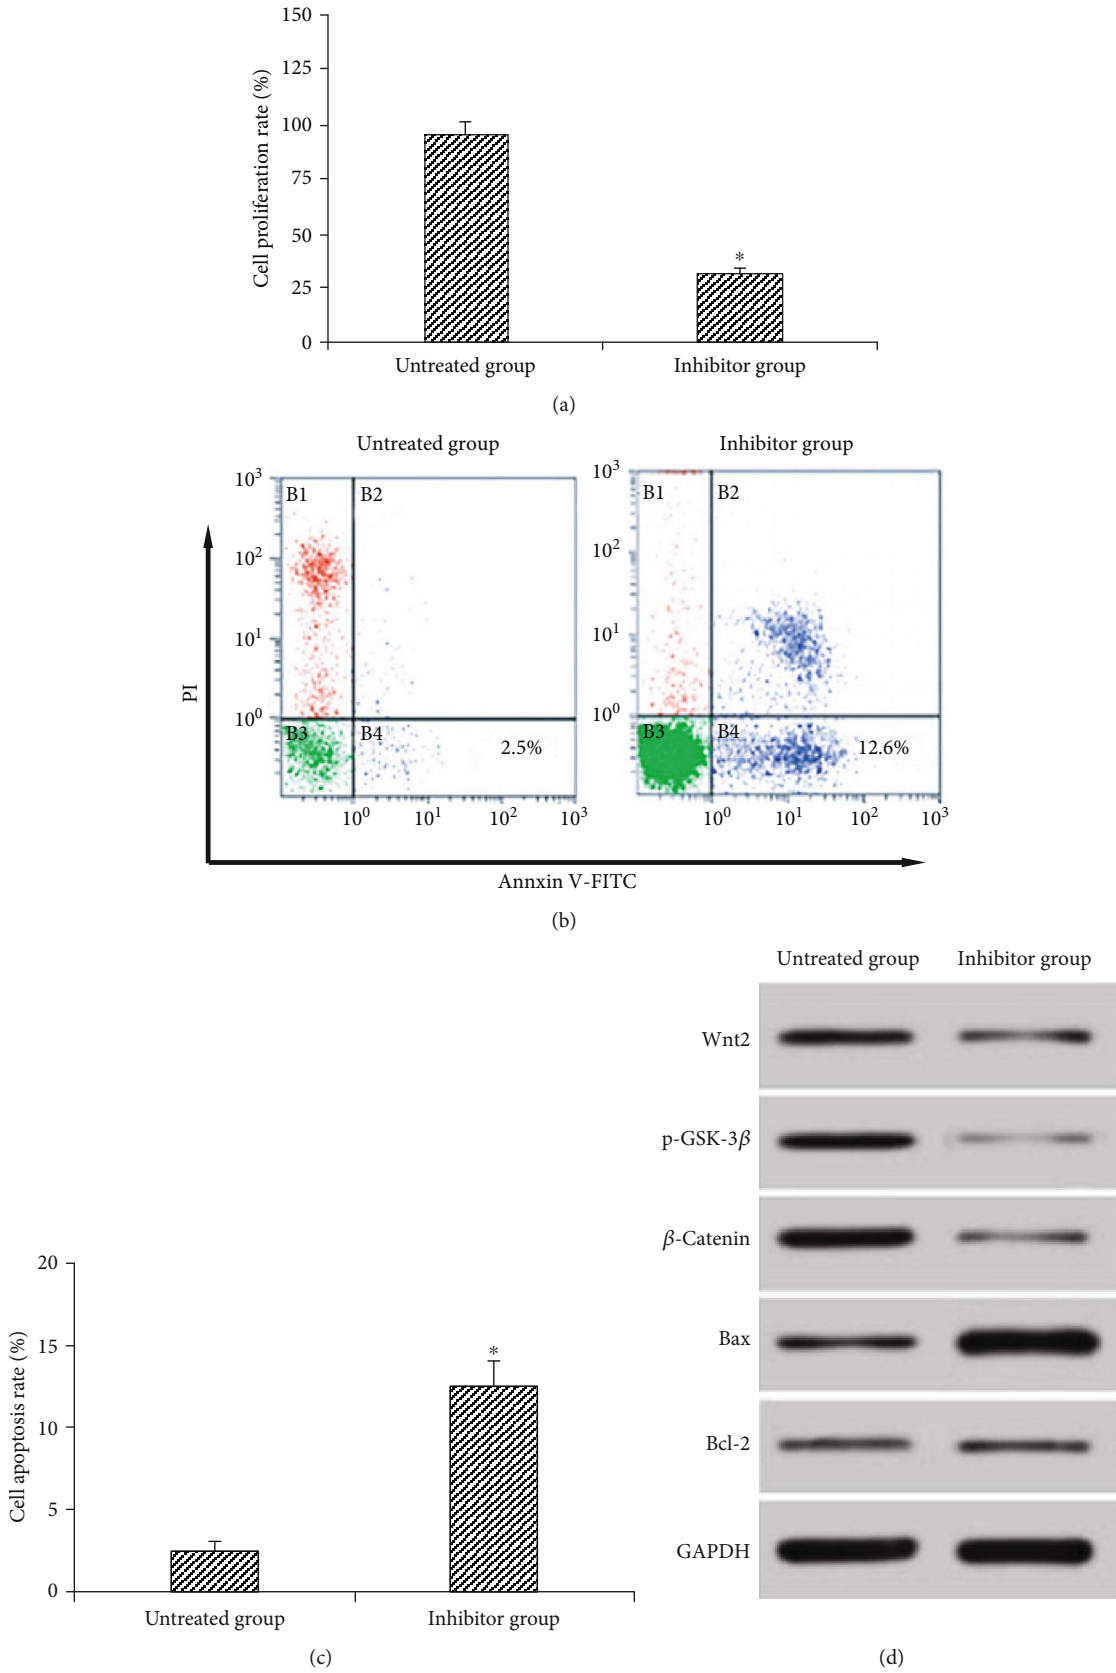 150
125
100
75
50
25
0
Cell proliferation rate (%)
*
Untreated group
Inhibitor group
(a)
Untreated group
Inhibitor group
10³
10²
10¹
10⁰
B1
B2
B3
B4
2.5%
10⁰
10¹
10²
10³
10³
10²
10¹
10⁰
B1
B2
B3
B4
12.6%
10⁰
10¹
10²
10³
PI
Annxin V-FITC
(b)
20
15
10
5
0
Cell apoptosis rate (%)
*
Untreated group
Inhibitor group
(c)
Untreated group
Inhibitor group
Wnt2
p-GSK-3β
β-Catenin
Bax
Bcl-2
GAPDH
(d)